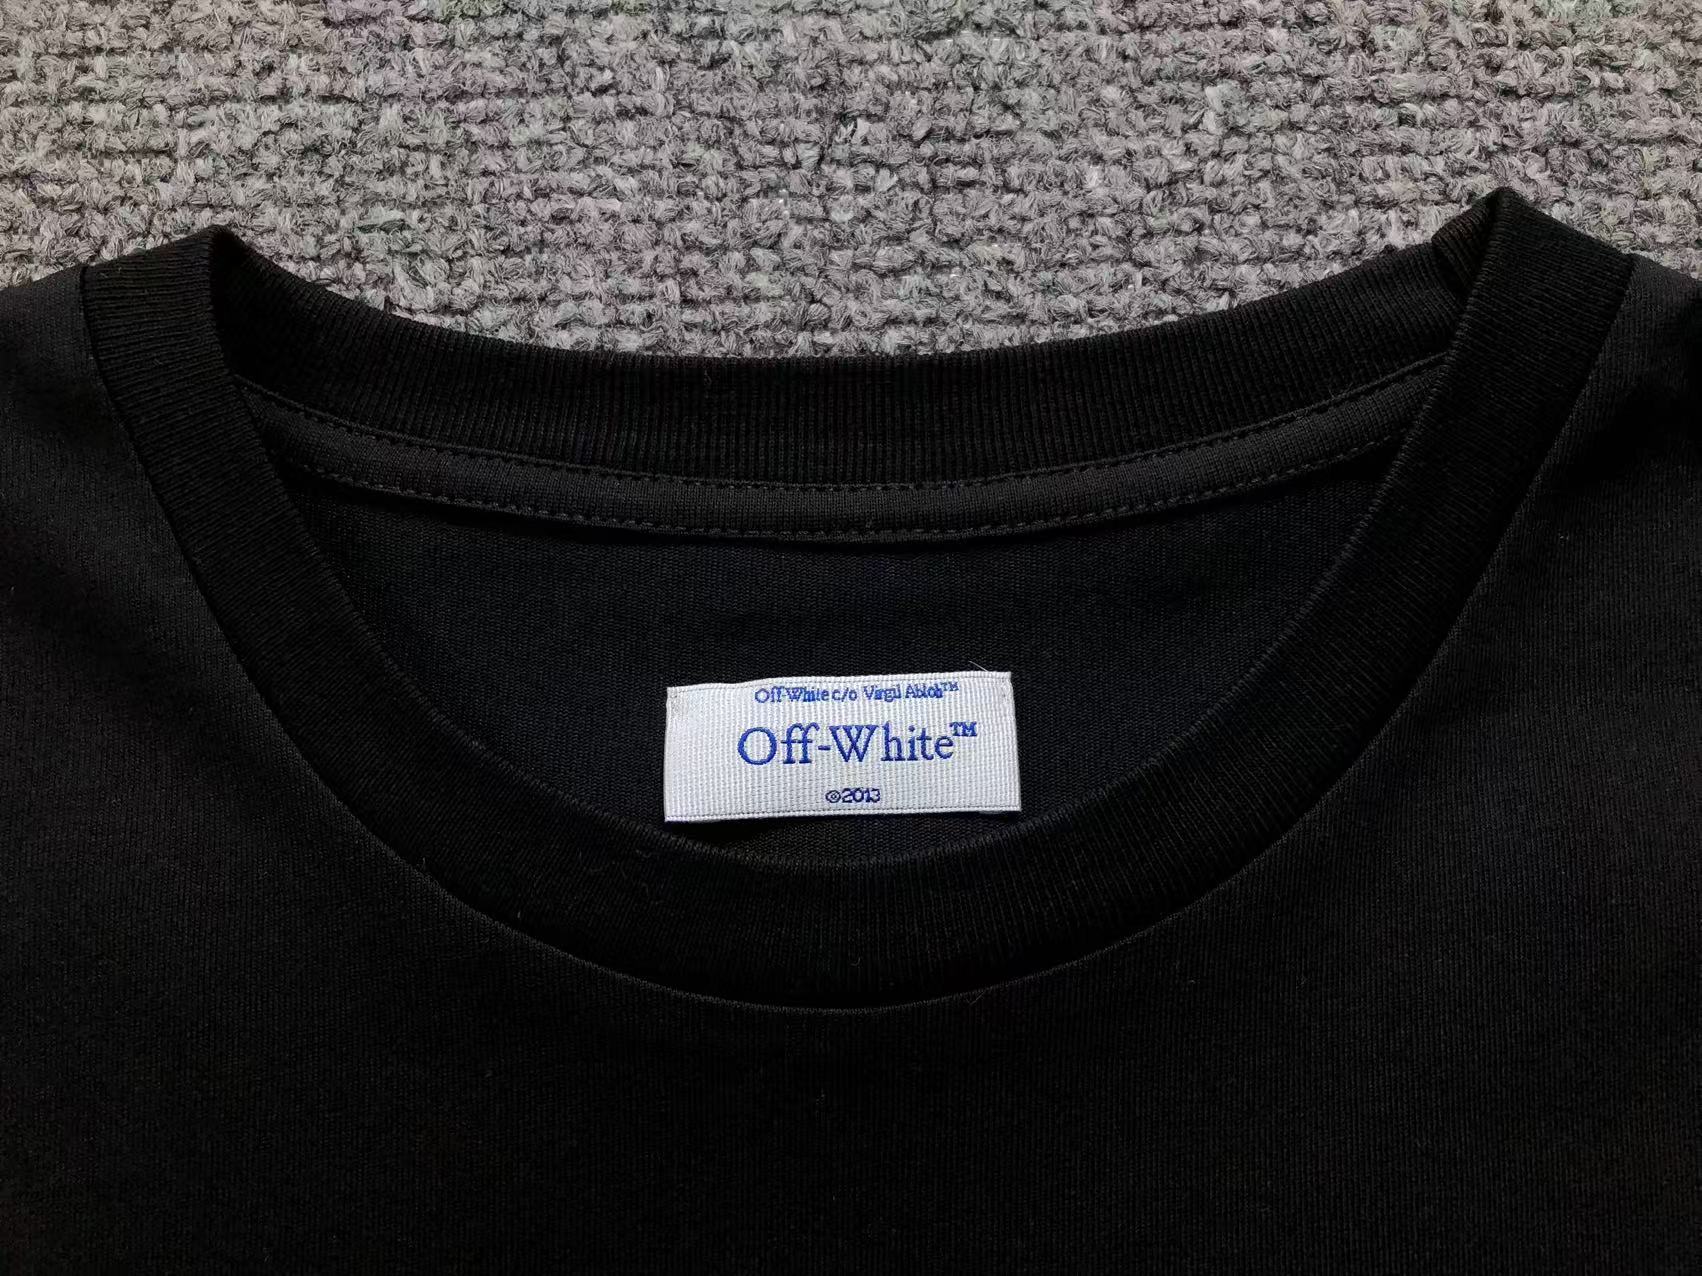 Off-White c/o Virgil Abloh™
Off-White™
©2013